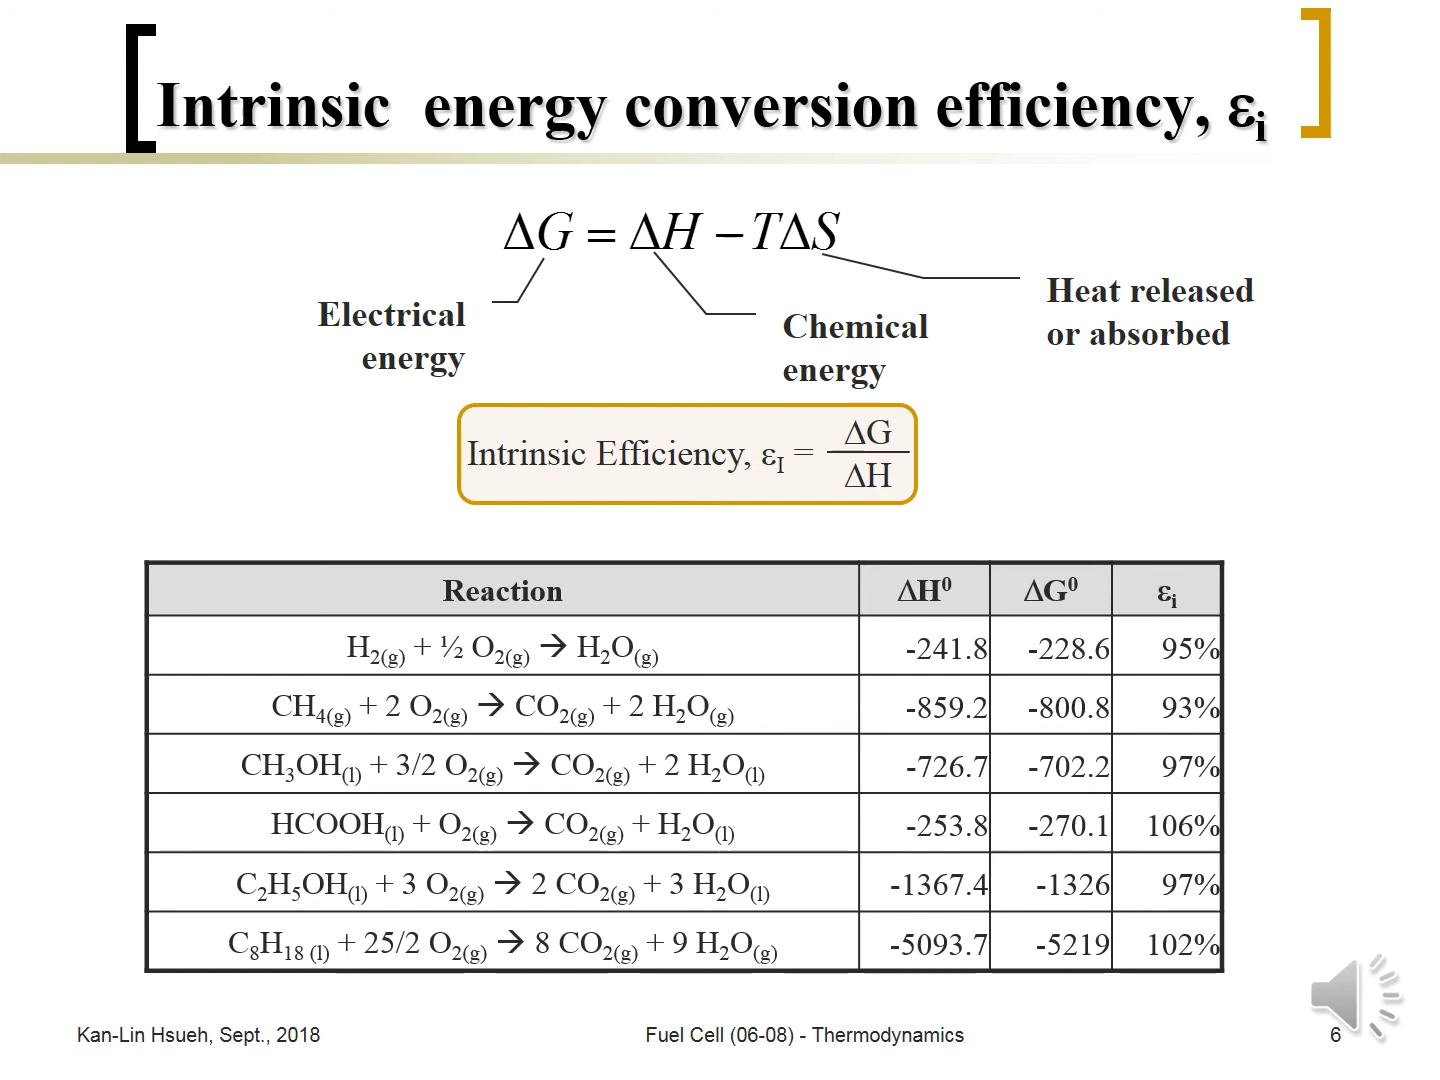 Intrinsic energy conversion efficiency, εi
ΔG = ΔH − TΔS
Electrical
energy
Chemical
energy
Heat released
or absorbed
Intrinsic Efficiency, εI = ΔG
ΔH
Reaction ΔH⁰ ΔG⁰ εi
H2(g) + ½ O2(g) → H2O(g) -241.8 -228.6 95%
CH4(g) + 2 O2(g) → CO2(g) + 2 H2O(g) -859.2 -800.8 93%
CH3OH(l) + 3/2 O2(g) → CO2(g) + 2 H2O(l) -726.7 -702.2 97%
HCOOH(l) + O2(g) → CO2(g) + H2O(l) -253.8 -270.1 106%
C2H5OH(l) + 3 O2(g) → 2 CO2(g) + 3 H2O(l) -1367.4 -1326 97%
C8H18 (l) + 25/2 O2(g) → 8 CO2(g) + 9 H2O(g) -5093.7 -5219 102%
Kan-Lin Hsueh, Sept., 2018 Fuel Cell (06-08) - Thermodynamics 6